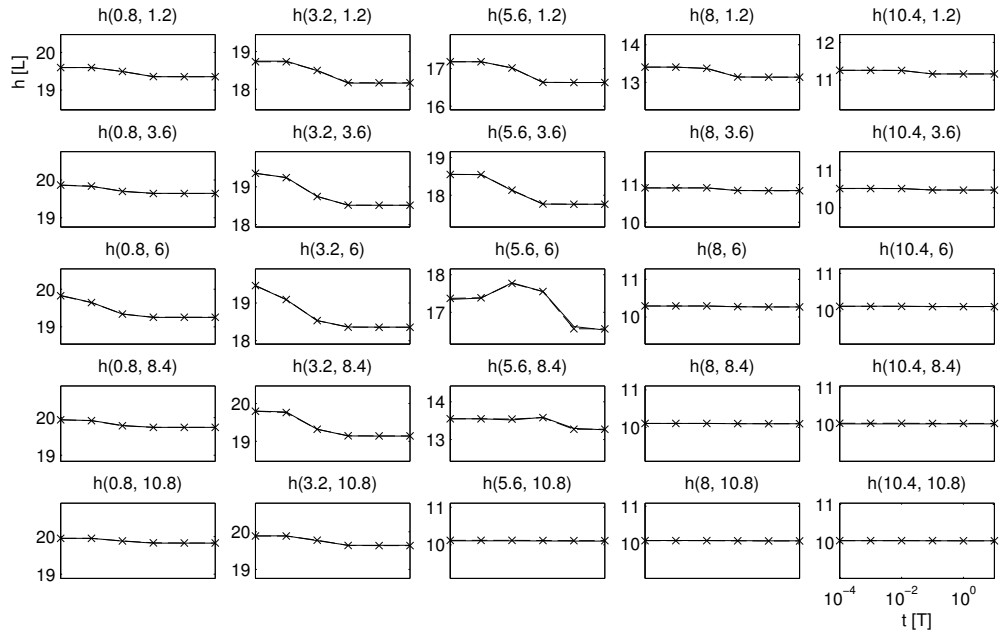 h(0.8, 1.2) h(3.2, 1.2) h(5.6, 1.2) h(8, 1.2) h(10.4, 1.2)
h [L]
20 19 19 18 17 16 14 13 12 11
h(0.8, 3.6) h(3.2, 3.6) h(5.6, 3.6) h(8, 3.6) h(10.4, 3.6)
20 19 19 18 19 18 11 10 11 10
h(0.8, 6) h(3.2, 6) h(5.6, 6) h(8, 6) h(10.4, 6)
20 19 19 18 18 17 11 10 11 10
h(0.8, 8.4) h(3.2, 8.4) h(5.6, 8.4) h(8, 8.4) h(10.4, 8.4)
20 19 20 19 14 13 11 10 11 10
h(0.8, 10.8) h(3.2, 10.8) h(5.6, 10.8) h(8, 10.8) h(10.4, 10.8)
20 19 20 19 11 10 11 10 11 10
10⁻⁴ 10⁻² 10⁰
t [T]